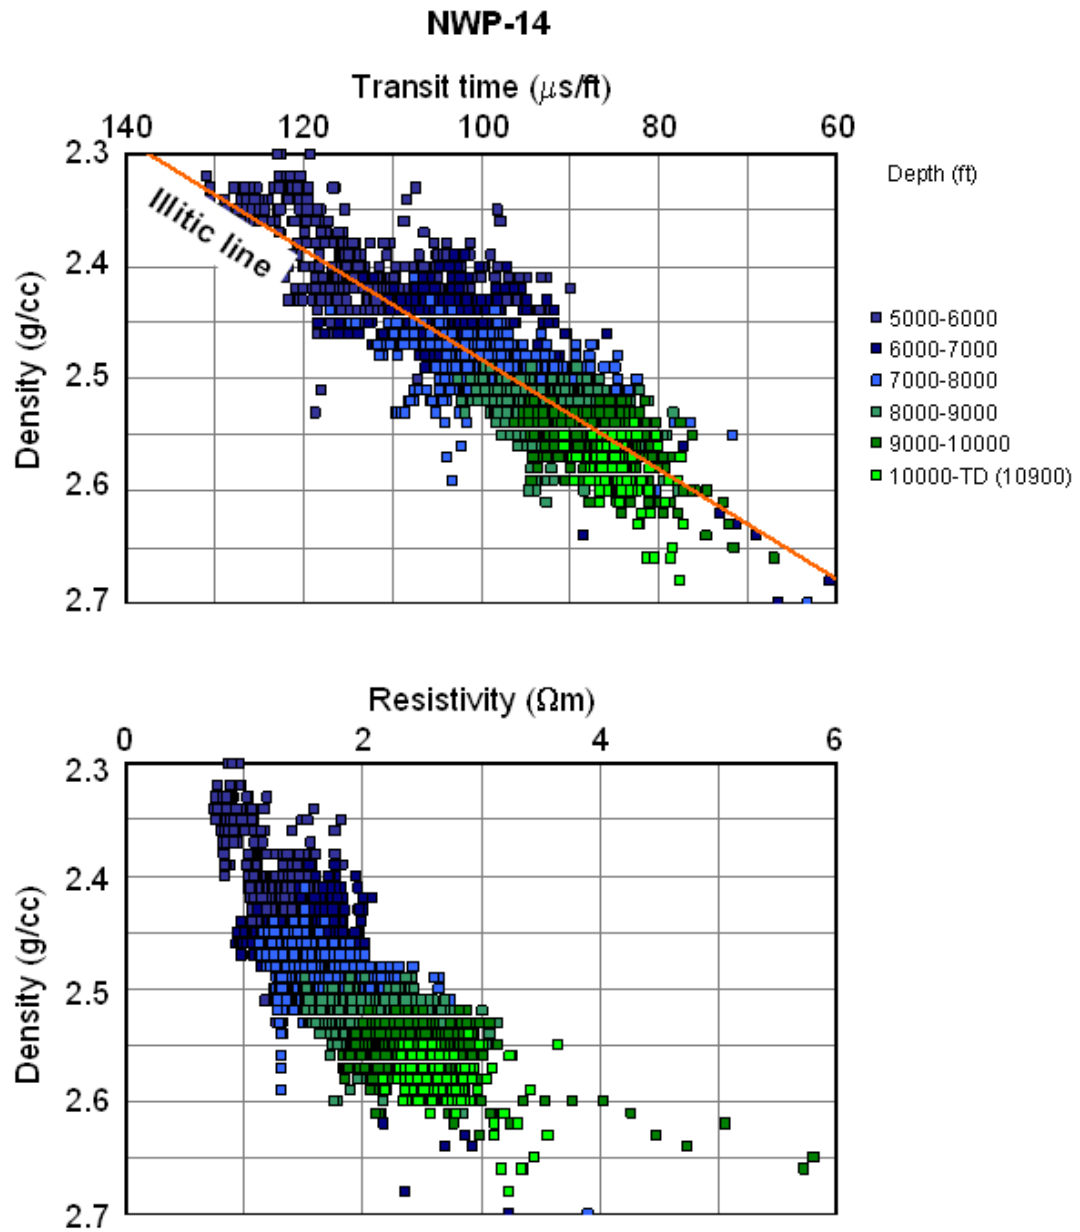 NWP-14
Transit time (μs/ft)
140 120 100 80 60
2.3
2.4
2.5
2.6
2.7
Density (g/cc)
Illitic line
Depth (ft)
5000-6000
6000-7000
7000-8000
8000-9000
9000-10000
10000-TD (10900)
Resistivity (Ωm)
0 2 4 6
2.3
2.4
2.5
2.6
2.7
Density (g/cc)